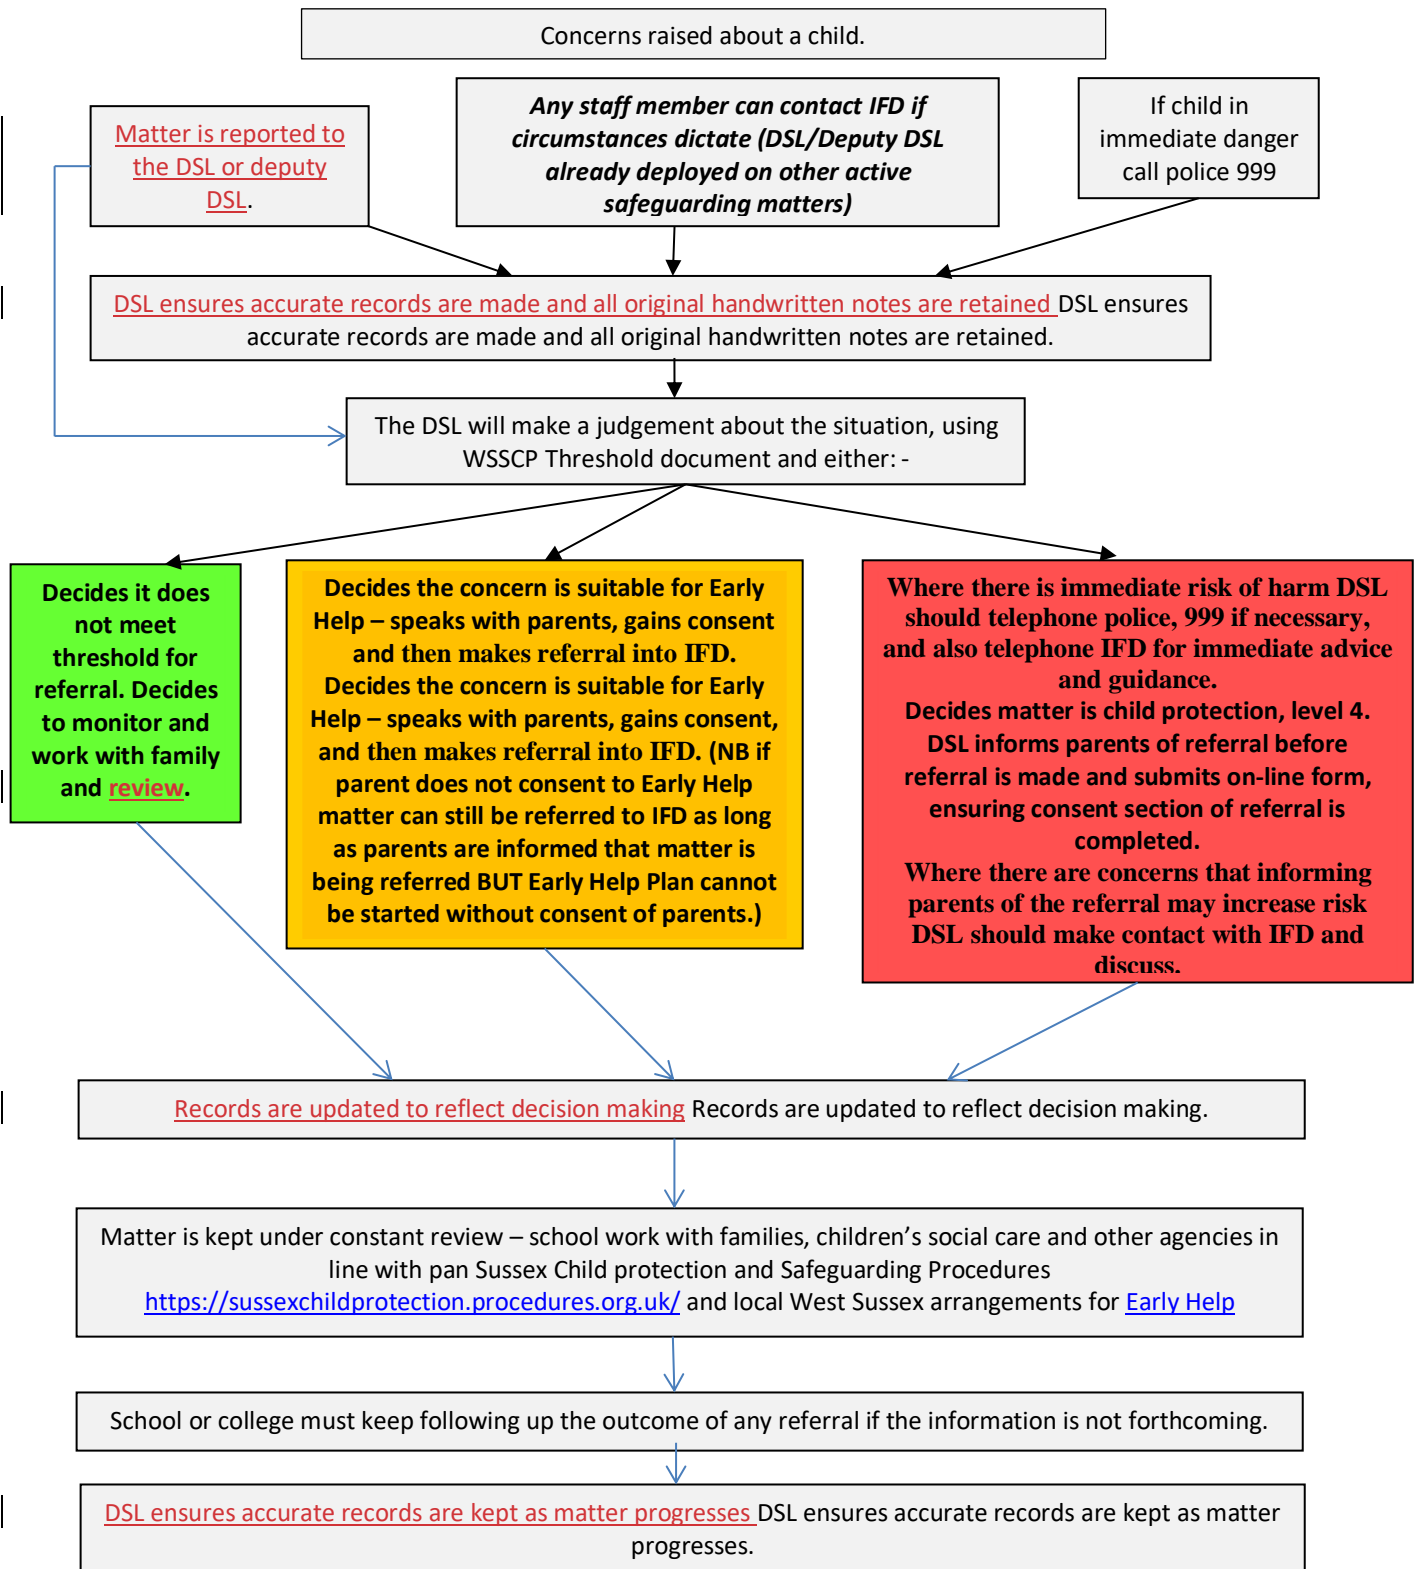 Concerns raised about a child.
Matter is reported to
the DSL or deputy
DSL.
Any staff member can contact IFD if
circumstances dictate (DSL/Deputy DSL
already deployed on other active
safeguarding matters)
If child in
immediate danger
call police 999
DSL ensures accurate records are made and all original handwritten notes are retained DSL ensures
accurate records are made and all original handwritten notes are retained.
The DSL will make a judgement about the situation, using
WSSCP Threshold document and either: -
Decides it does
not meet
threshold for
referral. Decides
to monitor and
work with family
and review.
Decides the concern is suitable for Early
Help – speaks with parents, gains consent
and then makes referral into IFD.
Decides the concern is suitable for Early
Help – speaks with parents, gains consent,
and then makes referral into IFD. (NB if
parent does not consent to Early Help
matter can still be referred to IFD as long
as parents are informed that matter is
being referred BUT Early Help Plan cannot
be started without consent of parents.)
Where there is immediate risk of harm DSL
should telephone police, 999 if necessary,
and also telephone IFD for immediate advice
and guidance.
Decides matter is child protection, level 4.
DSL informs parents of referral before
referral is made and submits on-line form,
ensuring consent section of referral is
completed.
Where there are concerns that informing
parents of the referral may increase risk
DSL should make contact with IFD and
discuss.
Records are updated to reflect decision making Records are updated to reflect decision making.
Matter is kept under constant review – school work with families, children’s social care and other agencies in
line with pan Sussex Child protection and Safeguarding Procedures
https://sussexchildprotection.procedures.org.uk/ and local West Sussex arrangements for Early Help
School or college must keep following up the outcome of any referral if the information is not forthcoming.
DSL ensures accurate records are kept as matter progresses DSL ensures accurate records are kept as matter
progresses.